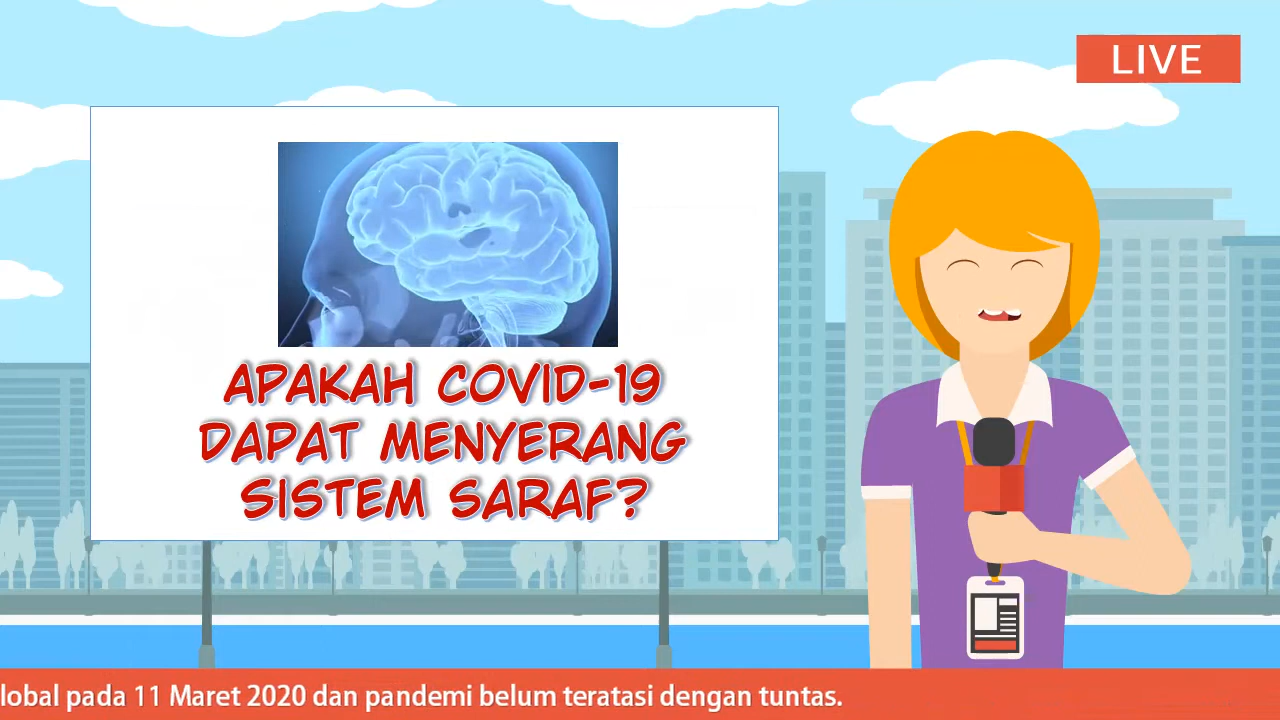 LIVE
APAKAH COVID-19
DAPAT MENYERANG
SISTEM SARAF?
lobal pada 11 Maret 2020 dan pandemi belum teratasi dengan tuntas.